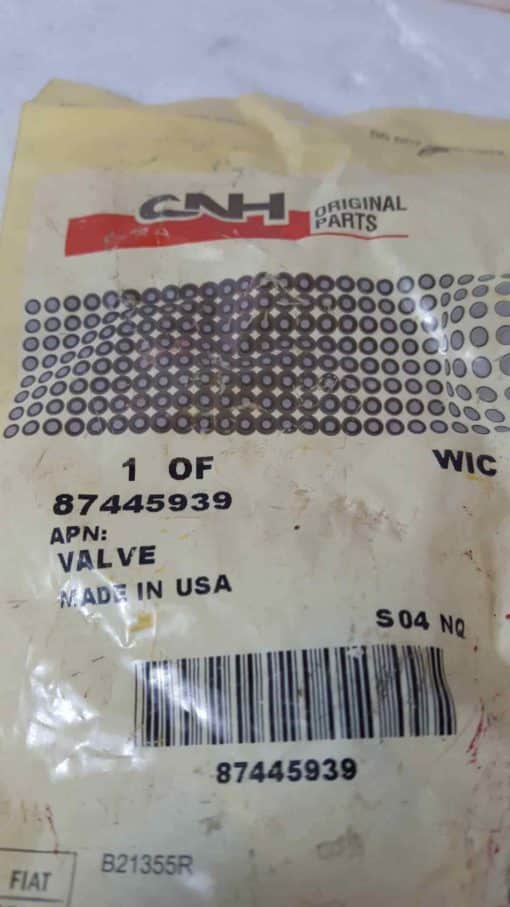 CNH ORIGINAL
PARTS
1 OF
WIC
87445939
APN:
VALVE
MADE IN USA
S04 NQ
87445939
B21355R
FIAT